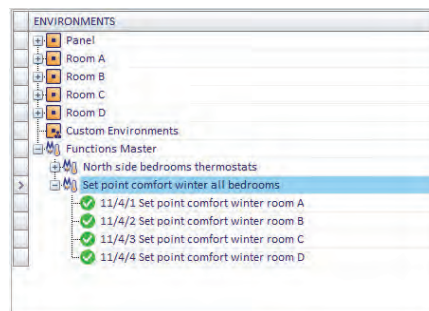 ENVIRONMENTS
Panel
Room A
Room B
Room C
Room D
Custom Environments
Functions Master
North side bedrooms thermostats
Set point comfort winter all bedrooms
11/4/1 Set point comfort winter room A
11/4/2 Set point comfort winter room B
11/4/3 Set point comfort winter room C
11/4/4 Set point comfort winter room D